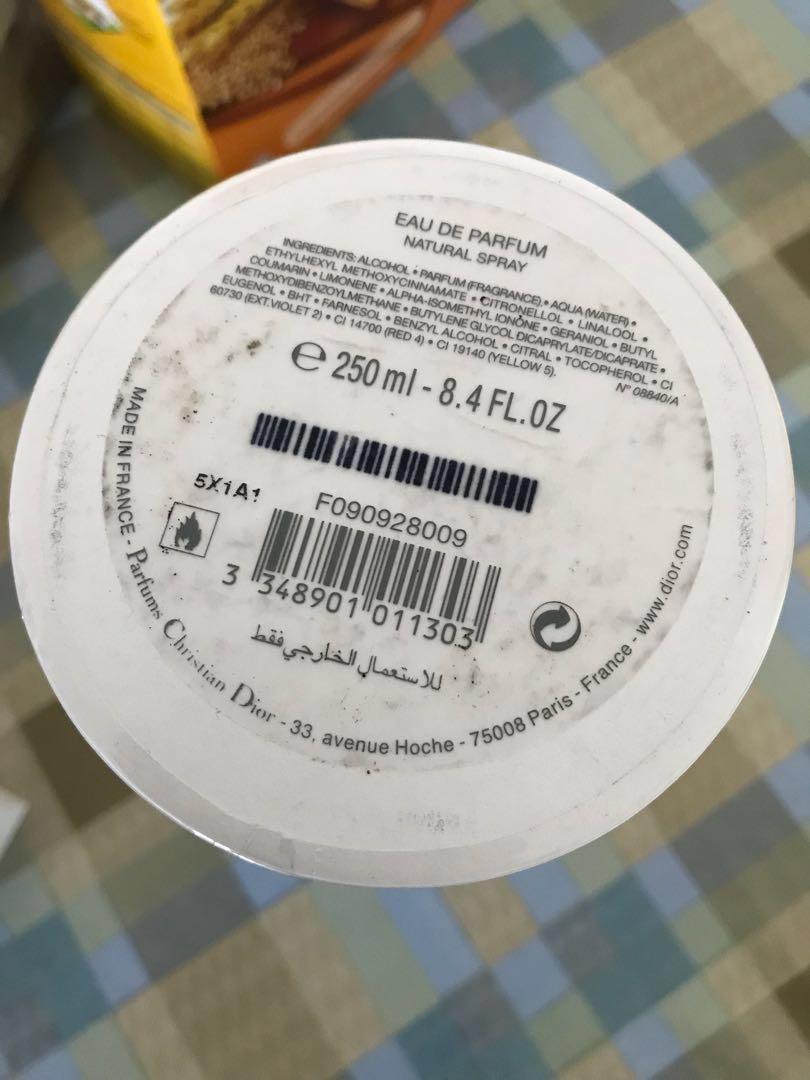 EAU DE PARFUM
NATURAL SPRAY
INGREDIENTS: ALCOHOL • PARFUM (FRAGRANCE) • AQUA (WATER) •
ETHYLHEXYL METHOXYCINNAMATE • CITRONELLOL • LINALOOL •
COUMARIN • LIMONENE • ALPHA-ISOMETHYL IONONE • GERANIOL • BUTYL
METHOXYDIBENZOYLMETHANE • BUTYLENE GLYCOL DICAPRYLATE/DICAPRATE •
EUGENOL • BHT • FARNESOL • BENZYL ALCOHOL • CITRAL • TOCOPHEROL • CI
60730 (EXT.VIOLET 2) • CI 14700 (RED 4) • CI 19140 (YELLOW 5).
N° 08840/A
℮ 250 ml - 8.4 FL.OZ
5X1A1
F090928009
3 348901 011303
للاستعمال الخارجي فقط
MADE IN FRANCE - Parfums Christian Dior - 33, avenue Hoche - 75008 Paris - France - www.dior.com